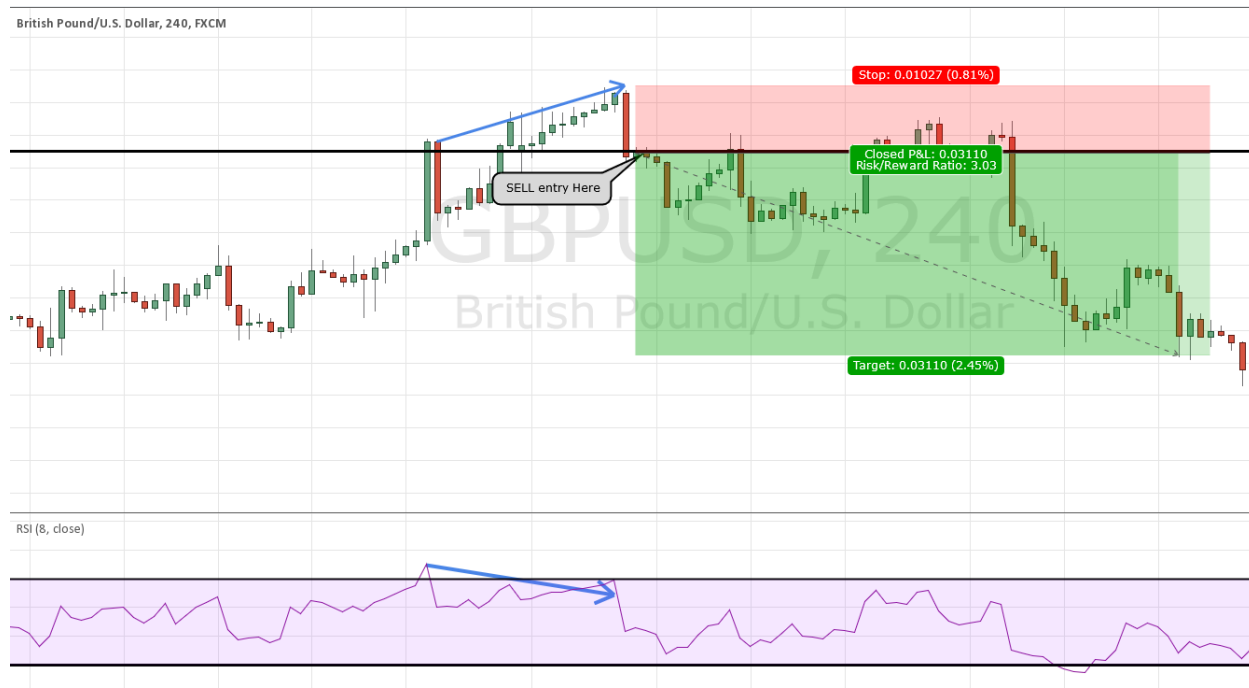 British Pound/U.S. Dollar, 240, FXCM
Stop: 0.01027 (0.81%)
Closed P&L: 0.03110
Risk/Reward Ratio: 3.03
SELL entry Here
GBPUSD, 240
British Pound/U.S. Dollar
Target: 0.03110 (2.45%)
RSI (8, close)